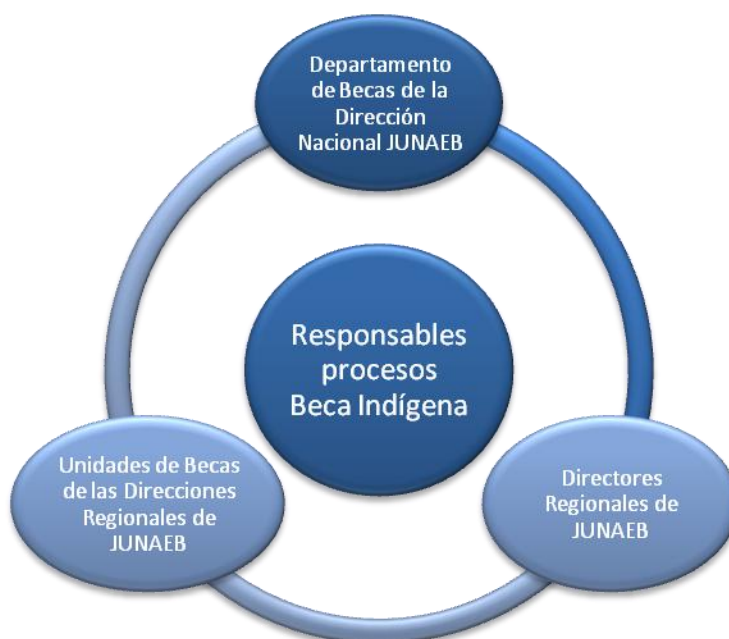 Departamento
de Becas de la
Dirección
Nacional JUNAEB
Responsables
procesos
Beca Indígena
Unidades de Becas
de las Direcciones
Regionales de
JUNAEB
Directores
Regionales de
JUNAEB